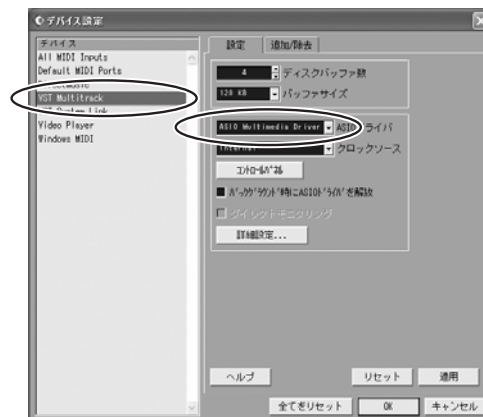 デバイス設定
デバイス
All MIDI Inputs
Default MIDI Ports
VST Multitrack
VST System Link
Video Player
Windows MIDI
設定 追加/除去
4 ディスクバッファ数
128 KB バッファサイズ
ASIO Multimedia Driver ASIO ドライバ
Internal クロックソース
コントロールパネル
バックグラウンド時にASIOドライバを解放
ダイレクトモニタリング
詳細設定...
ヘルプ リセット 適用
全てをリセット OK キャンセル